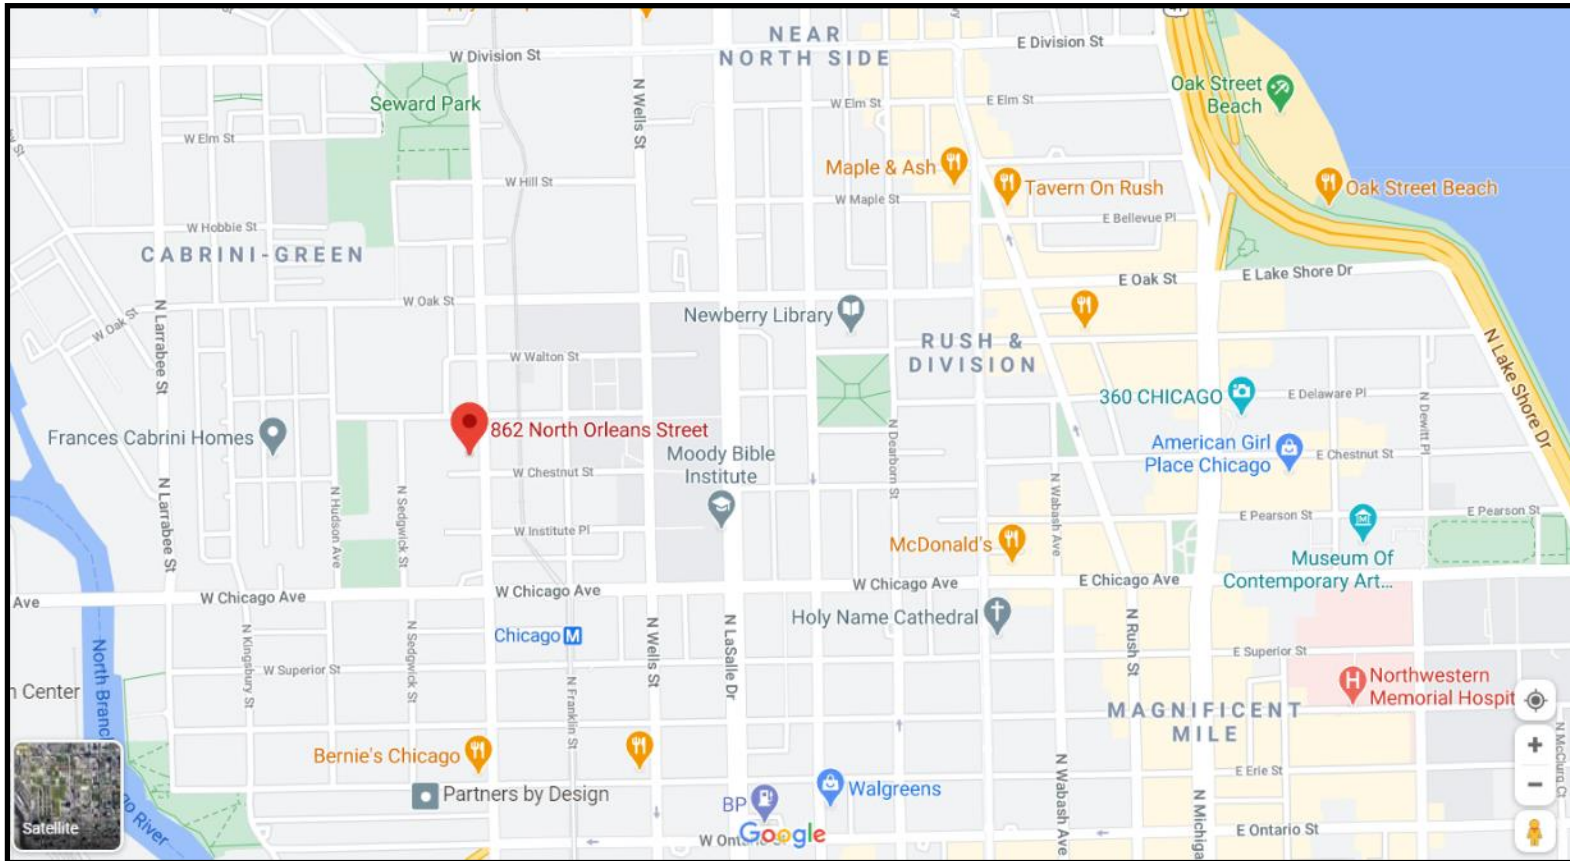 NEAR
NORTH SIDE
E Division St
W Division St
Oak Street
Beach
Seward Park
N Wells St
W Elm St
E Elm St
W Elm St
Maple & Ash
Tavern On Rush
Oak Street Beach
W Hill St
W Maple St
E Bellevue Pl
W Hobbie St
CABRINI-GREEN
E Oak St
E Lake Shore Dr
W Oak St
W Oak St
N Larrabee St
Newberry Library
RUSH &
DIVISION
N Lake Shore Dr
W Walton St
360 CHICAGO
E Delaware Pl
N Dewitt Pl
862 North Orleans Street
Frances Cabrini Homes
Moody Bible
Institute
N Dearborn St
American Girl
Place Chicago
E Chestnut St
W Chestnut St
N Larrabee St
N Hudson Ave
N Sedgwick St
N Wabash Ave
E Pearson St
E Pearson St
W Institute Pl
McDonald's
Museum Of
Contemporary Art...
W Chicago Ave
E Chicago Ave
W Chicago Ave
W Chicago Ave
Ave
Holy Name Cathedral
Chicago M
N Kingsbury St
N Sedgwick St
N Wells St
N LaSalle Dr
N Rush St
E Superior St
W Superior St
North Branch
Center
N Franklin St
H
Northwestern
Memorial Hospit
MAGNIFICENT
MILE
Bernie's Chicago
N Wabash Ave
E Erie St
N McClurg Ct
Partners by Design
BP
Walgreens
N Michiga
Satellite
River
Google
W Ont
E Ontario St